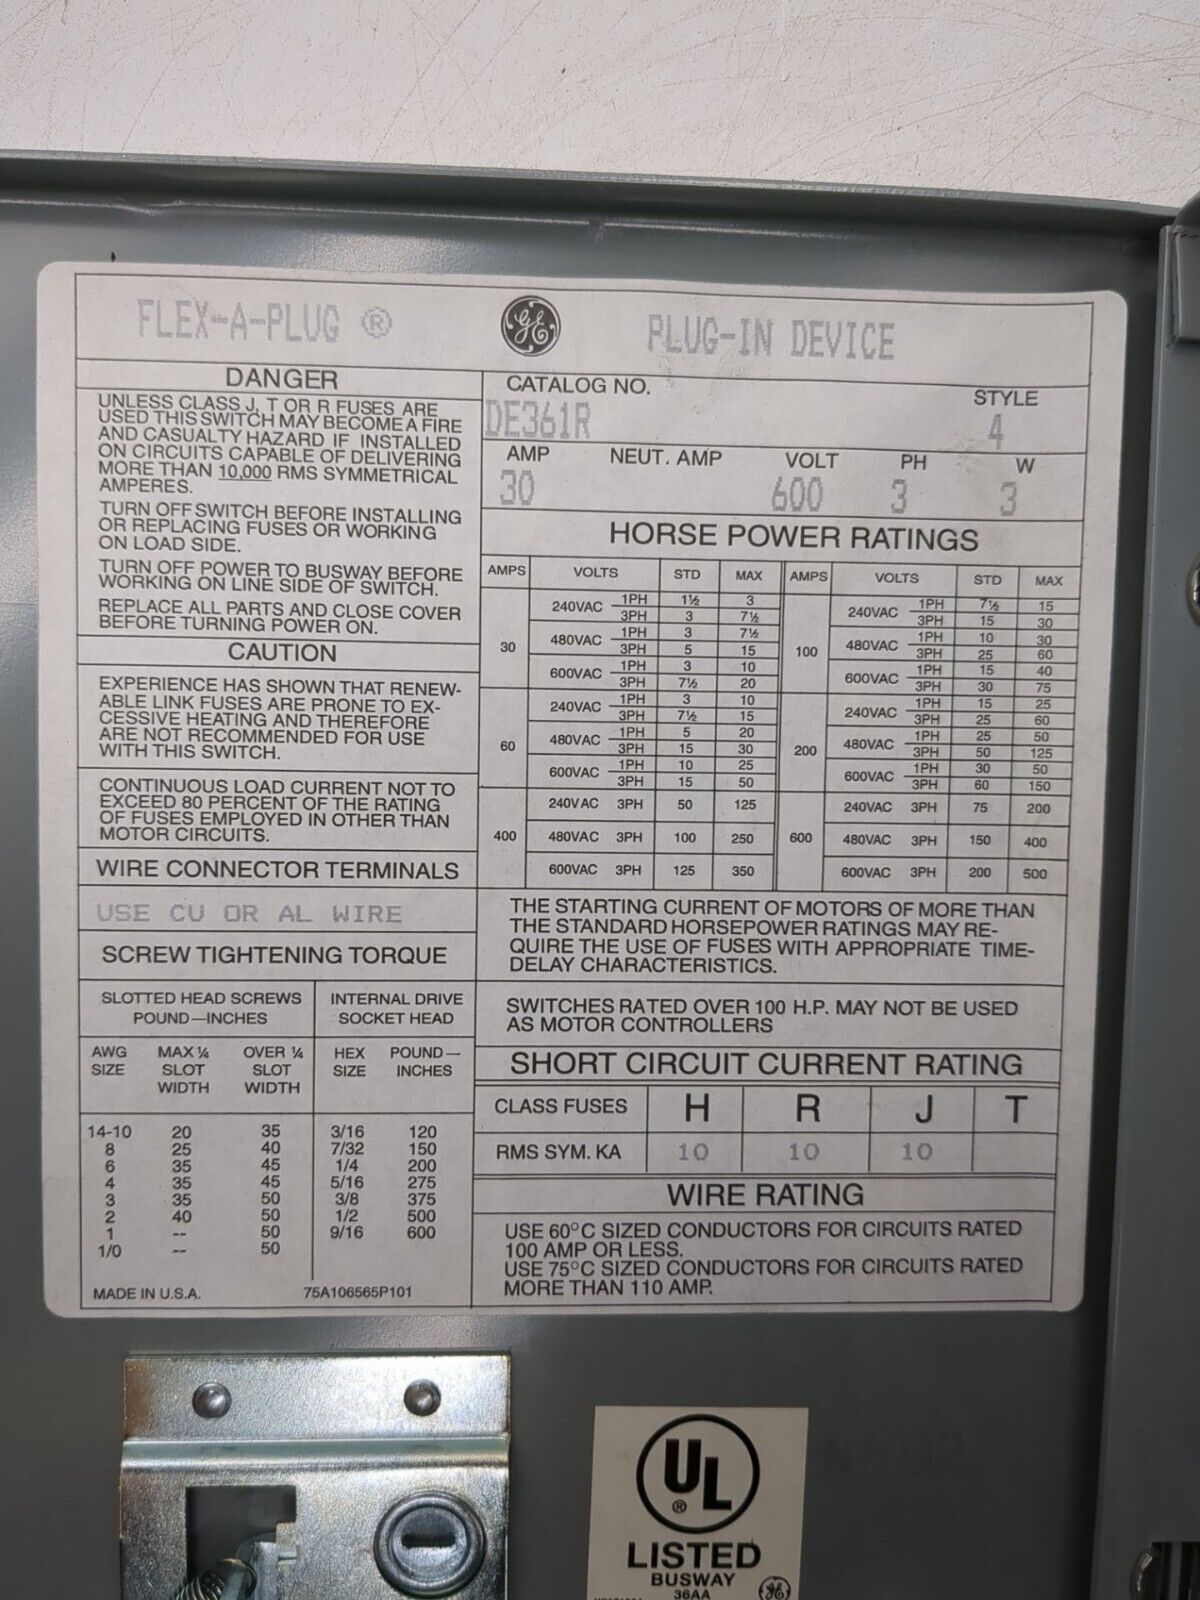 FLEX-A-PLUG ® GE PLUG-IN DEVICE
DANGER
UNLESS CLASS J, T OR R FUSES ARE
USED THIS SWITCH MAY BECOME A FIRE
AND CASUALTY HAZARD IF INSTALLED
ON CIRCUITS CAPABLE OF DELIVERING
MORE THAN 10,000 RMS SYMMETRICAL
AMPERES.
TURN OFF SWITCH BEFORE INSTALLING
OR REPLACING FUSES OR WORKING
ON LOAD SIDE.
TURN OFF POWER TO BUSWAY BEFORE
WORKING ON LINE SIDE OF SWITCH.
REPLACE ALL PARTS AND CLOSE COVER
BEFORE TURNING POWER ON.
CAUTION
EXPERIENCE HAS SHOWN THAT RENEW-
ABLE LINK FUSES ARE PRONE TO EX-
CESSIVE HEATING AND THEREFORE
ARE NOT RECOMMENDED FOR USE
WITH THIS SWITCH.
CONTINUOUS LOAD CURRENT NOT TO
EXCEED 80 PERCENT OF THE RATING
OF FUSES EMPLOYED IN OTHER THAN
MOTOR CIRCUITS.
WIRE CONNECTOR TERMINALS
USE CU OR AL WIRE
SCREW TIGHTENING TORQUE
SLOTTED HEAD SCREWS
POUND—INCHES
INTERNAL DRIVE
SOCKET HEAD
AWG MAX ¼ OVER ¼ HEX POUND—
SIZE SLOT SLOT SIZE INCHES
WIDTH WIDTH
14-10 20 35 3/16 120
8 25 40 7/32 150
6 35 45 1/4 200
4 35 45 5/16 275
3 35 50 3/8 375
2 40 50 1/2 500
1 -- 50 9/16 600
1/0 -- 50
MADE IN U.S.A. 75A106565P101
CATALOG NO. STYLE
DE361R 4
AMP NEUT. AMP VOLT PH W
30 600 3 3
HORSE POWER RATINGS
AMPS VOLTS STD MAX AMPS VOLTS STD MAX
30 240VAC 1PH 1½ 3 100 240VAC 1PH 7½ 15
3PH 3 7½ 3PH 15 30
480VAC 1PH 3 7½ 480VAC 1PH 10 30
3PH 5 15 3PH 25 60
600VAC 1PH 3 10 600VAC 1PH 15 40
3PH 7½ 20 3PH 30 75
60 240VAC 1PH 3 10 200 240VAC 1PH 15 25
3PH 7½ 15 3PH 25 60
480VAC 1PH 5 20 480VAC 1PH 25 50
3PH 15 30 3PH 50 125
600VAC 1PH 10 25 600VAC 1PH 30 50
3PH 15 50 3PH 60 150
400 240VAC 3PH 50 125 600 240VAC 3PH 75 200
480VAC 3PH 100 250 480VAC 3PH 150 400
600VAC 3PH 125 350 600VAC 3PH 200 500
THE STARTING CURRENT OF MOTORS OF MORE THAN
THE STANDARD HORSEPOWER RATINGS MAY RE-
QUIRE THE USE OF FUSES WITH APPROPRIATE TIME-
DELAY CHARACTERISTICS.
SWITCHES RATED OVER 100 H.P. MAY NOT BE USED
AS MOTOR CONTROLLERS
SHORT CIRCUIT CURRENT RATING
CLASS FUSES H R J T
RMS SYM. KA 10 10 10
WIRE RATING
USE 60°C SIZED CONDUCTORS FOR CIRCUITS RATED
100 AMP OR LESS.
USE 75°C SIZED CONDUCTORS FOR CIRCUITS RATED
MORE THAN 110 AMP.
UL ®
LISTED
BUSWAY
36AA GE